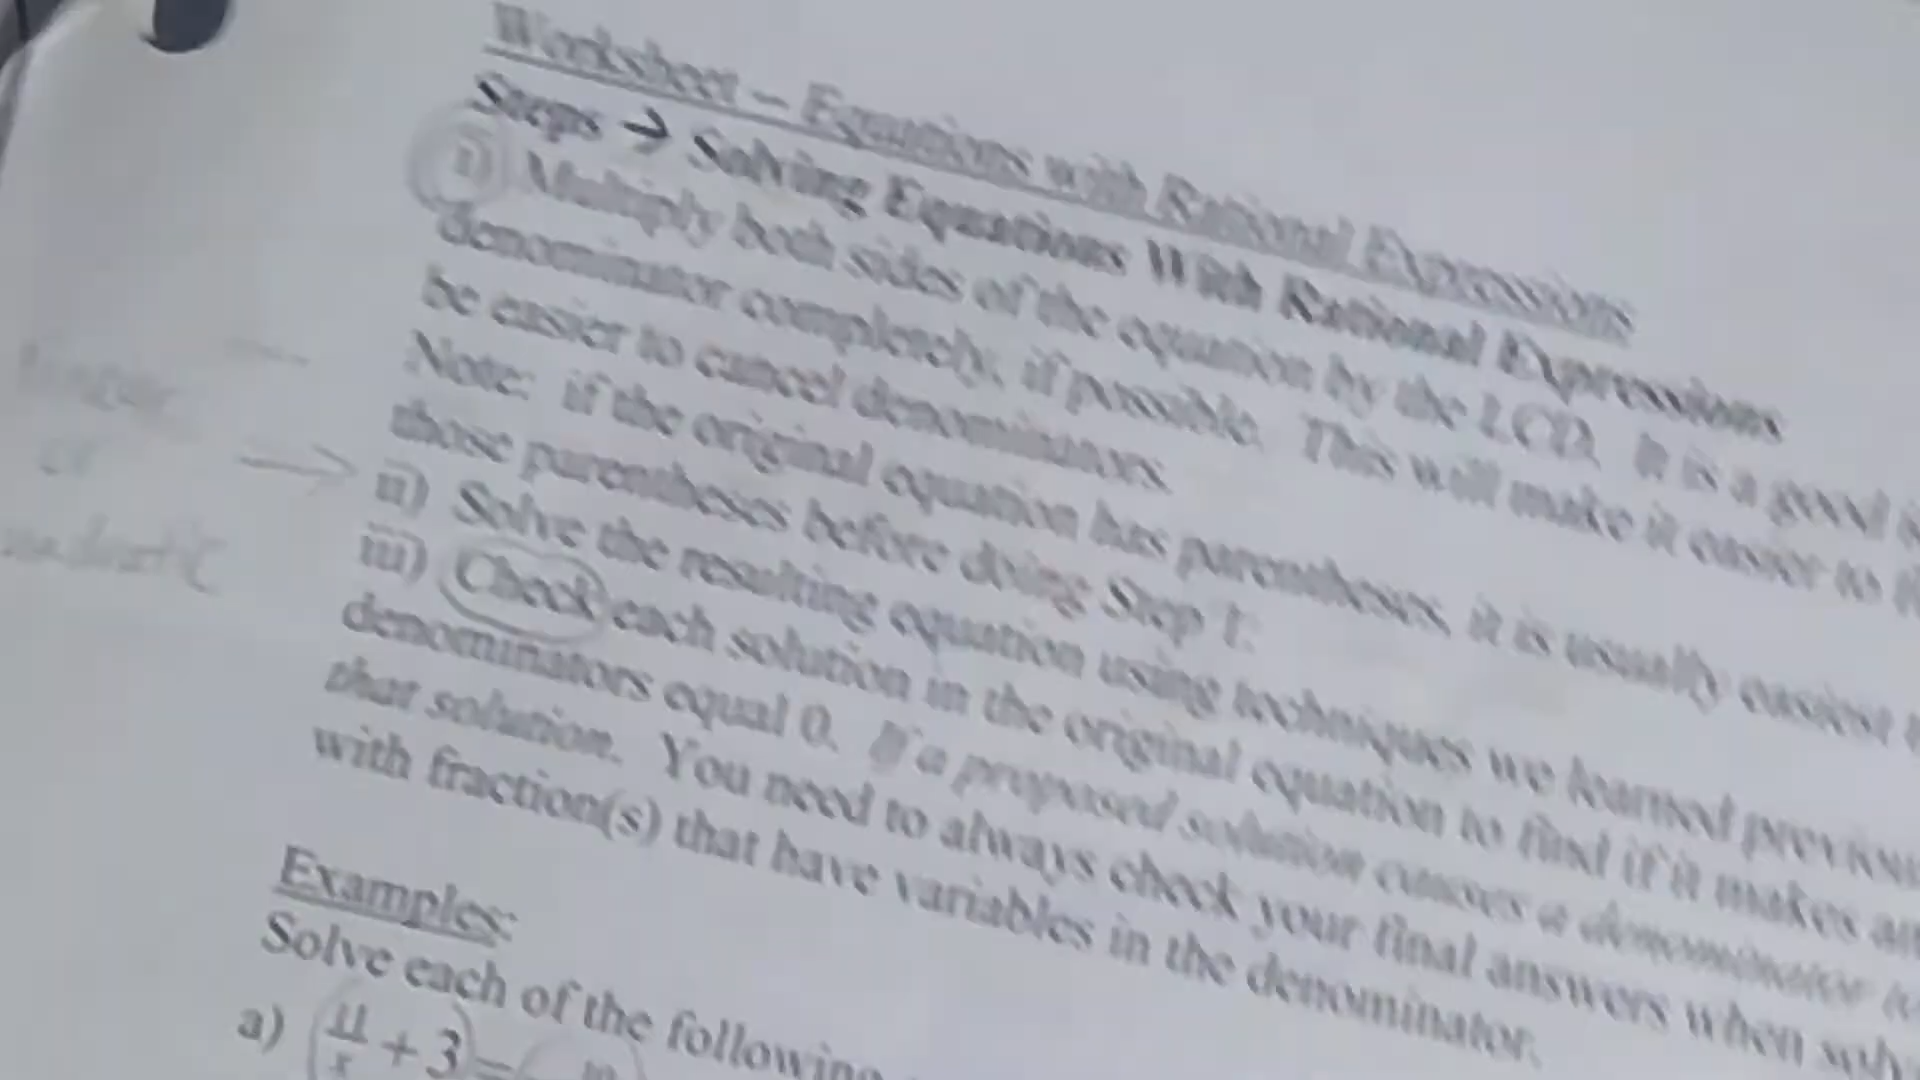 Worksheet – Equations with Rational Expressions
Steps → Solving Equations With Rational Expressions
i) Multiply both sides of the equation by the LCD. It is a good
denominator completely, if possible. This will make it easier to
be easier to cancel denominators.
Note: if the original equation has parentheses, it is usually easiest
those parentheses before doing Step 1.
ii) Solve the resulting equation using techniques we learned
iii) Check each solution in the original equation to find if it makes
denominators equal 0. If a proposed solution causes a denominator
that solution. You need to always check your final answers when
with fraction(s) that have variables in the denominator.
linear
or
Examples:
Solve each of the following
a) (11/x + 3) =